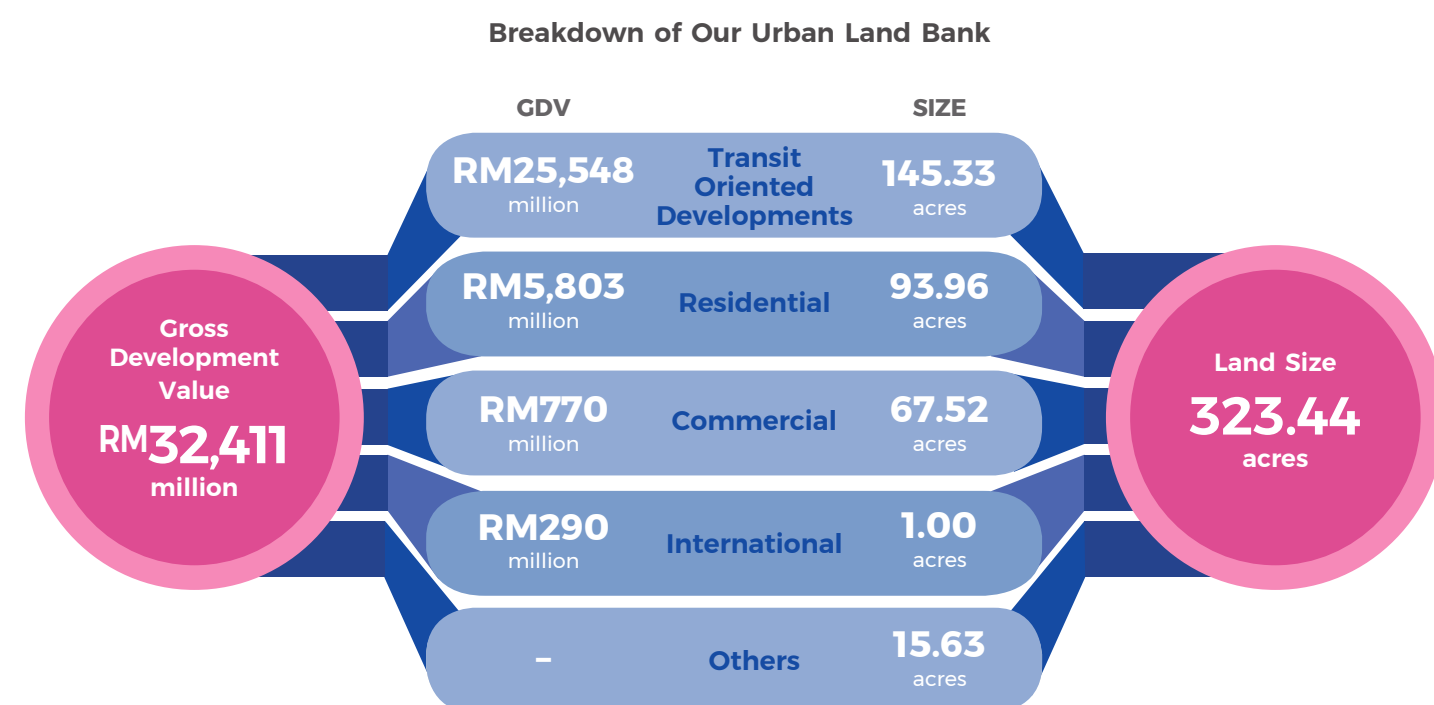 Breakdown of Our Urban Land Bank
GDV
SIZE
Gross
Development
Value
RM32,411
million
RM25,548
million
Transit
Oriented
Developments
145.33
acres
RM5,803
million
Residential
93.96
acres
RM770
million
Commercial
67.52
acres
RM290
million
International
1.00
acres
–
Others
15.63
acres
Land Size
323.44
acres